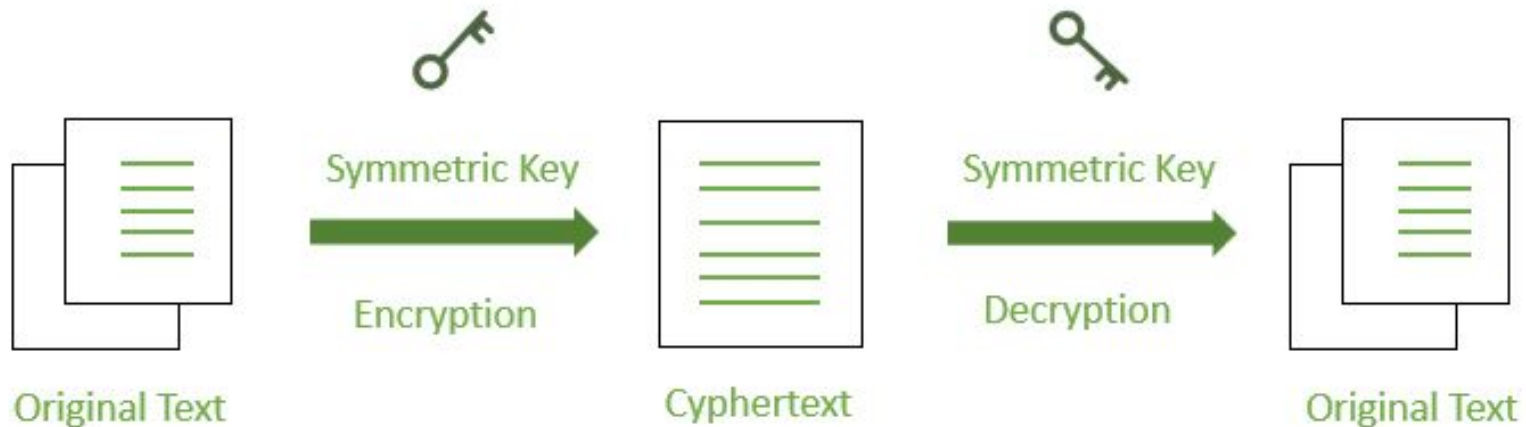 Symmetric Key
Symmetric Key
Encryption
Decryption
Original Text
Cyphertext
Original Text